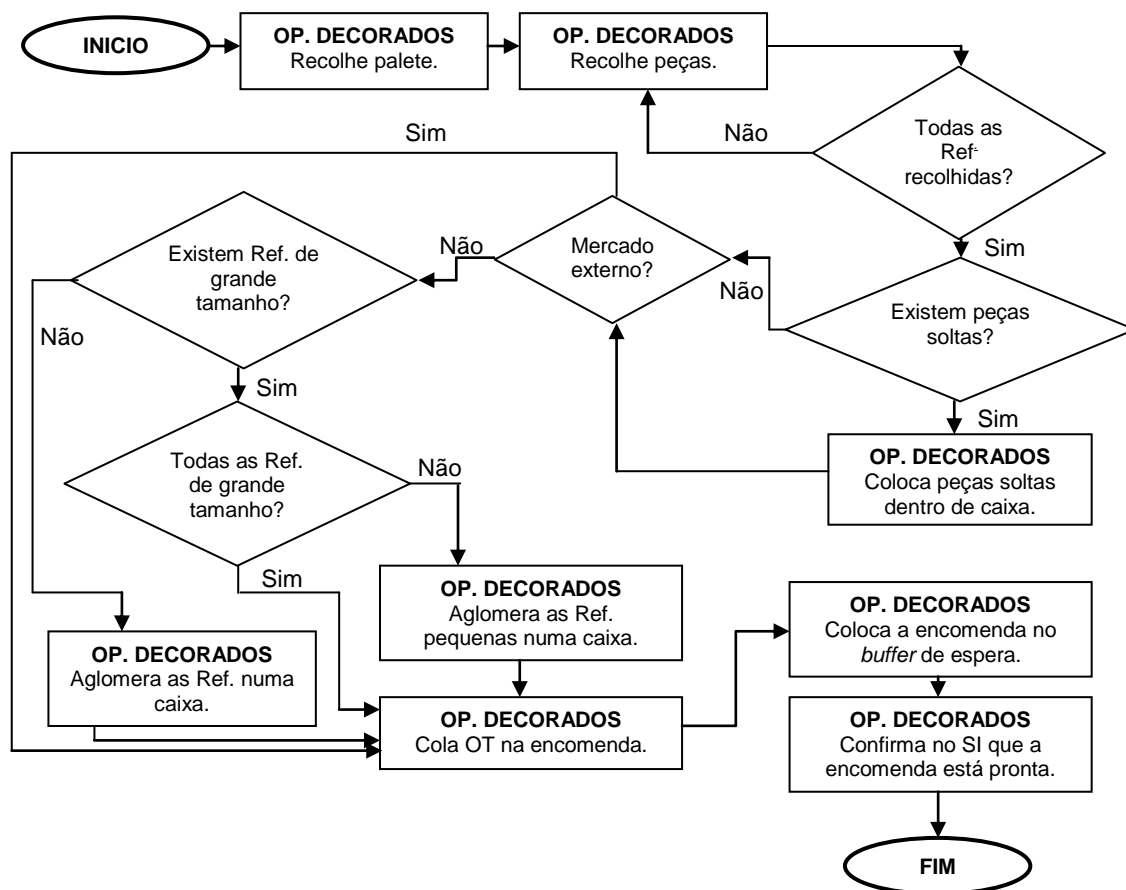 INICIO
OP. DECORADOS
Recolhe palete.
OP. DECORADOS
Recolhe peças.
Todas as
Ref.
recolhidas?
Não
Sim
Existem peças
soltas?
Não
Sim
OP. DECORADOS
Coloca peças soltas
dentro de caixa.
Mercado
externo?
Sim
Não
Existem Ref. de
grande
tamanho?
Não
Sim
Todas as Ref.
de grande
tamanho?
Não
Sim
OP. DECORADOS
Aglomera as Ref. numa
caixa.
OP. DECORADOS
Aglomera as Ref.
pequenas numa caixa.
OP. DECORADOS
Cola OT na encomenda.
OP. DECORADOS
Coloca a encomenda no
buffer de espera.
OP. DECORADOS
Confirma no SI que a
encomenda está pronta.
FIM